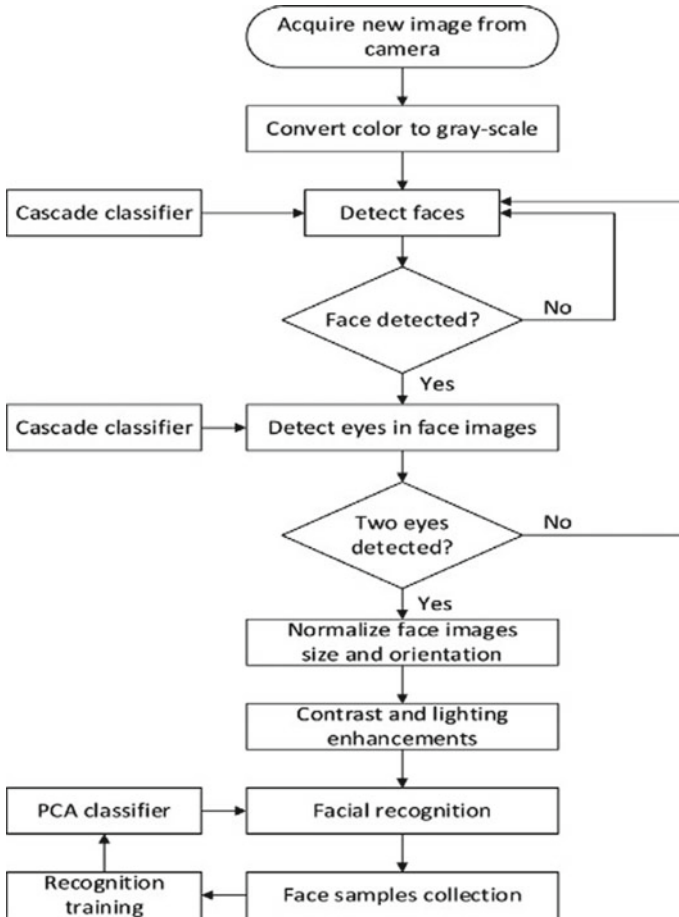 Acquire new image from
camera
Convert color to gray-scale
Cascade classifier
Detect faces
Face detected?
No
Yes
Cascade classifier
Detect eyes in face images
Two eyes
detected?
No
Yes
Normalize face images
size and orientation
Contrast and lighting
enhancements
PCA classifier
Facial recognition
Recognition
training
Face samples collection